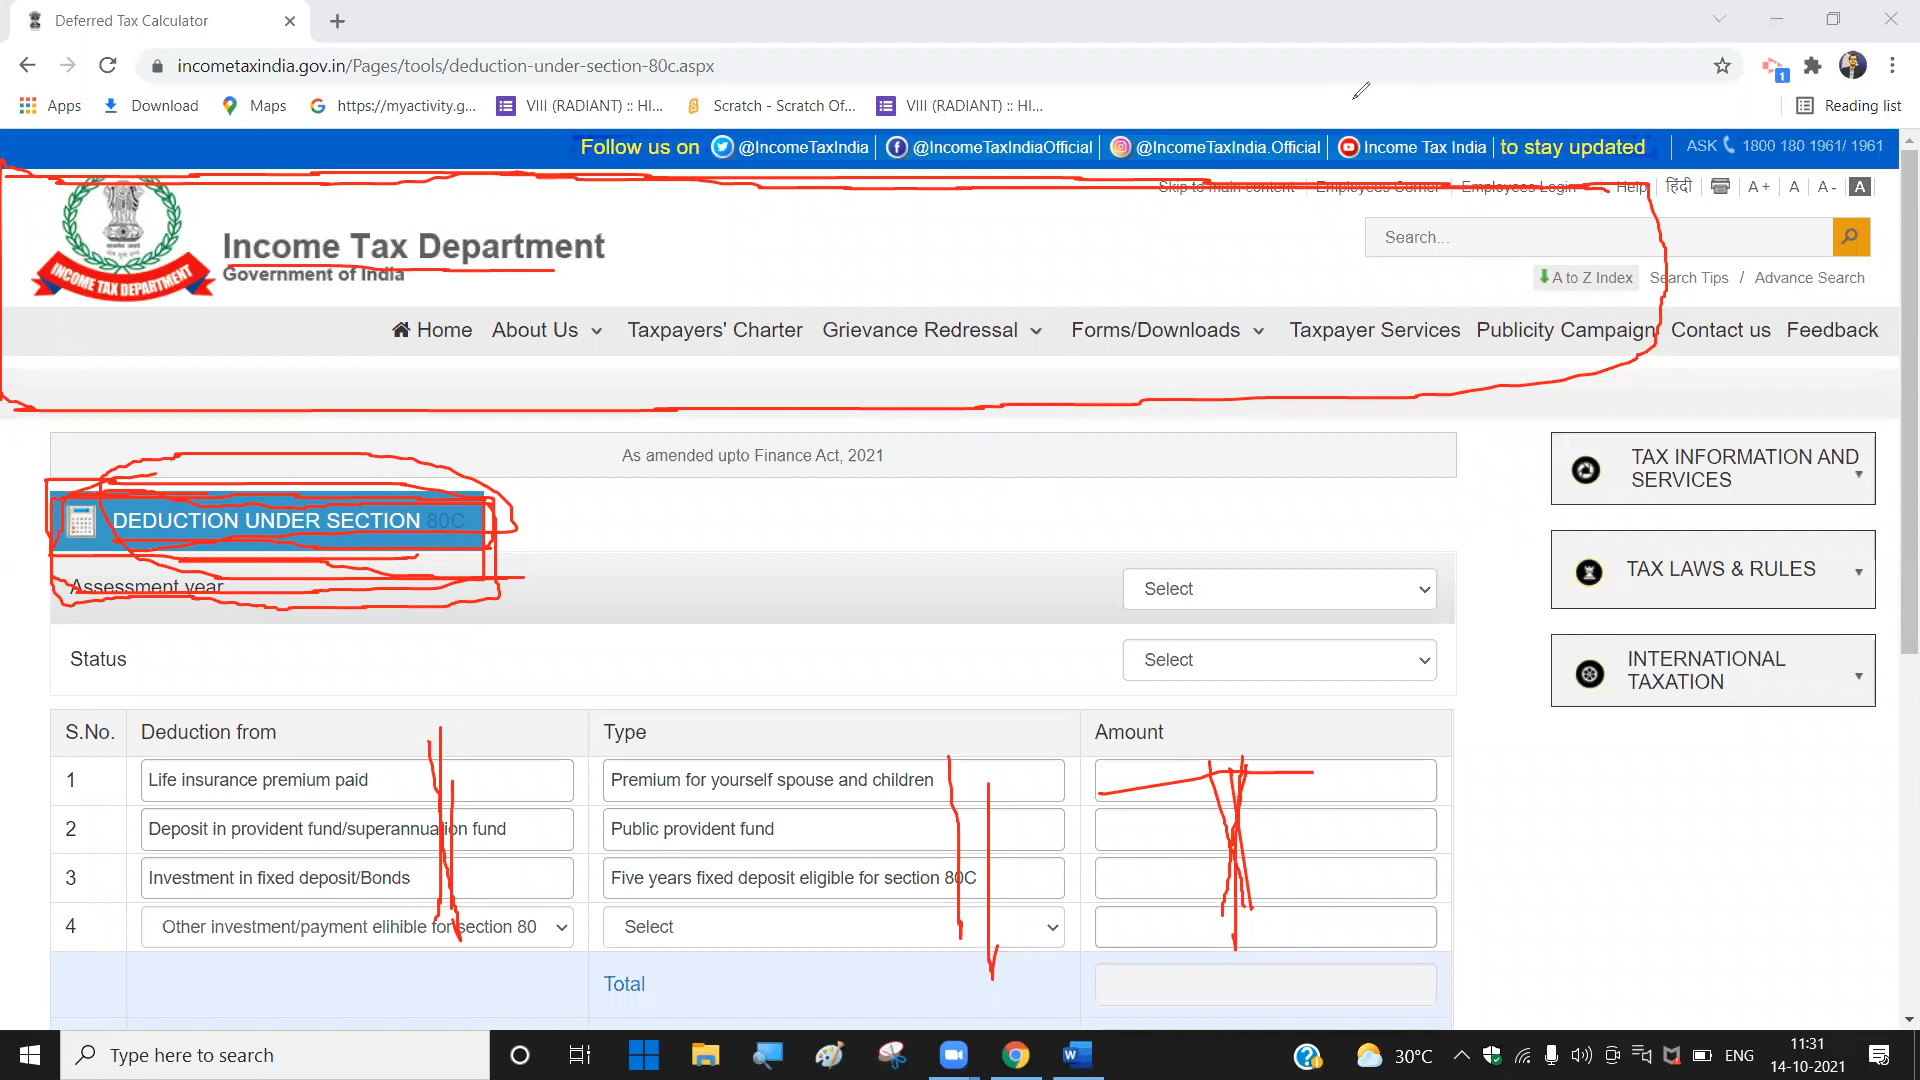 Deferred Tax Calculator
incometaxindia.gov.in/Pages/tools/deduction-under-section-80c.aspx
1
Apps Download Maps https://myactivity.g... VIII (RADIANT) :: HI... Scratch - Scratch Of... VIII (RADIANT) :: HI... Reading list
Follow us on @IncomeTaxIndia @IncomeTaxIndiaOfficial @IncomeTaxIndia.Official Income Tax India to stay updated ASK 1800 180 1961/ 1961
Skip to main content Employees Corner Employees Login Help हिंदी A + A A - A
INCOME TAX DEPARTMENT
Income Tax Department
Government of India
Search...
A to Z Index Search Tips / Advance Search
Home About Us Taxpayers' Charter Grievance Redressal Forms/Downloads Taxpayer Services Publicity Campaign Contact us Feedback
As amended upto Finance Act, 2021
TAX INFORMATION AND
SERVICES
DEDUCTION UNDER SECTION 80C
TAX LAWS & RULES
Assessment year Select
INTERNATIONAL
TAXATION
Status Select
S.No. Deduction from Type Amount
1 Life insurance premium paid Premium for yourself spouse and children
2 Deposit in provident fund/superannuation fund Public provident fund
3 Investment in fixed deposit/Bonds Five years fixed deposit eligible for section 80C
4 Other investment/payment elihible for section 80 Select
Total
Type here to search
30°C ENG 11:31
14-10-2021